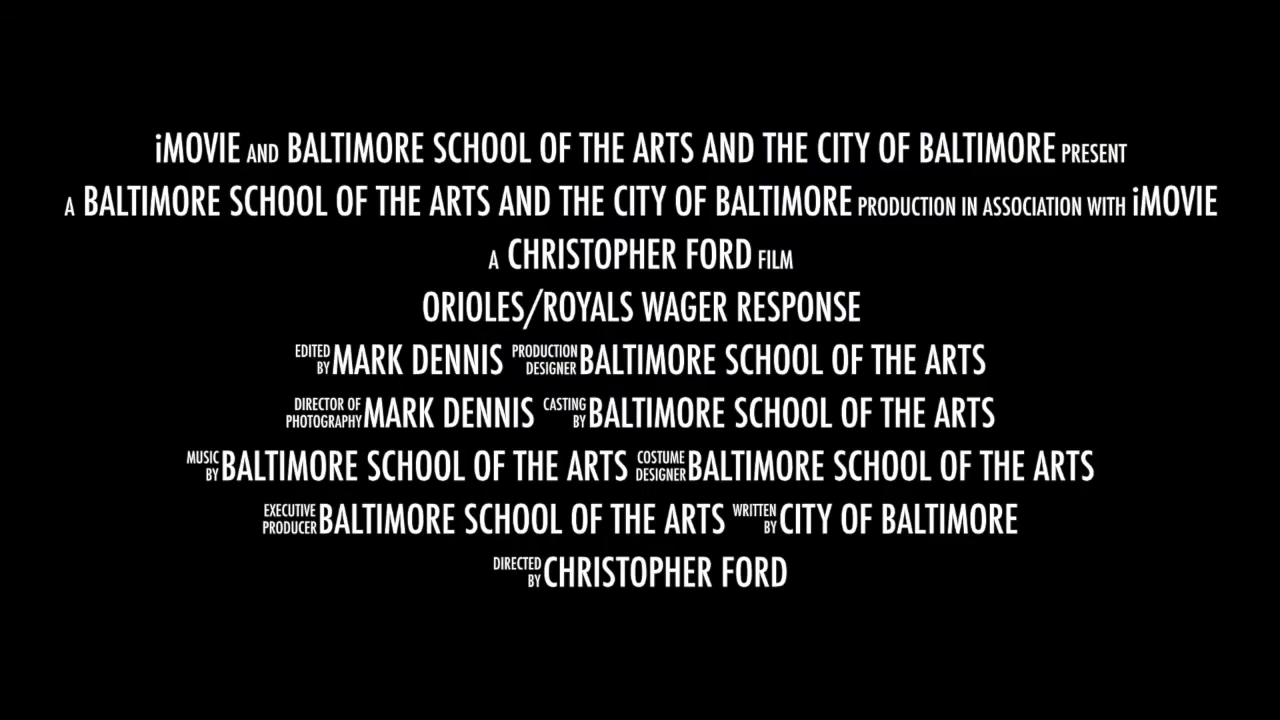 iMOVIE AND BALTIMORE SCHOOL OF THE ARTS AND THE CITY OF BALTIMORE PRESENT
A BALTIMORE SCHOOL OF THE ARTS AND THE CITY OF BALTIMORE PRODUCTION IN ASSOCIATION WITH iMOVIE
A CHRISTOPHER FORD FILM
ORIOLES/ROYALS WAGER RESPONSE
EDITED BY MARK DENNIS PRODUCTION DESIGNER BALTIMORE SCHOOL OF THE ARTS
DIRECTOR OF PHOTOGRAPHY MARK DENNIS CASTING BY BALTIMORE SCHOOL OF THE ARTS
MUSIC BY BALTIMORE SCHOOL OF THE ARTS COSTUME DESIGNER BALTIMORE SCHOOL OF THE ARTS
EXECUTIVE PRODUCER BALTIMORE SCHOOL OF THE ARTS WRITTEN BY CITY OF BALTIMORE
DIRECTED BY CHRISTOPHER FORD